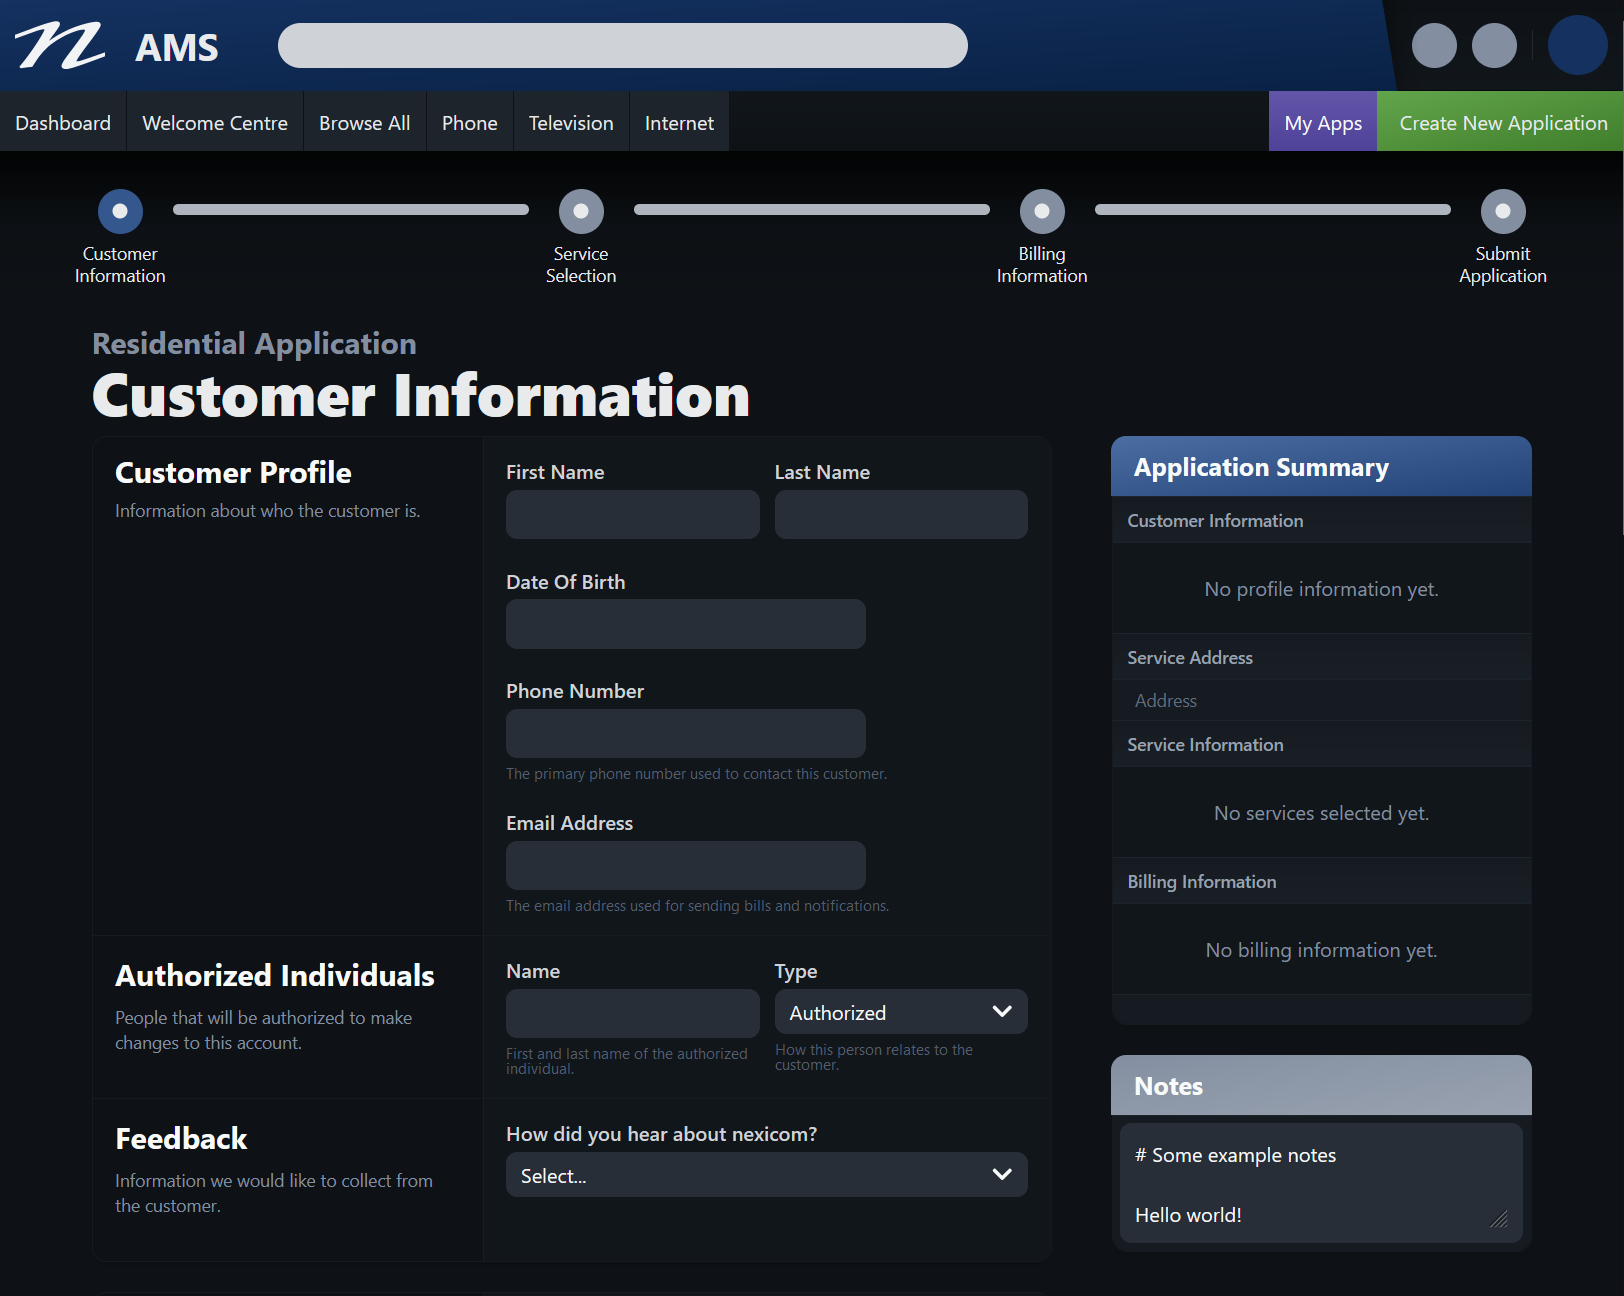 AMS
Dashboard
Welcome Centre
Browse All
Phone
Television
Internet
My Apps
Create New Application
Customer
Information
Service
Selection
Billing
Information
Submit
Application
Residential Application
Customer Information
Customer Profile
Information about who the customer is.
First Name
Last Name
Date Of Birth
Phone Number
The primary phone number used to contact this customer.
Email Address
The email address used for sending bills and notifications.
Authorized Individuals
People that will be authorized to make
changes to this account.
Name
First and last name of the authorized
individual.
Type
Authorized
How this person relates to the
customer.
Feedback
Information we would like to collect from
the customer.
How did you hear about nexicom?
Select...
Application Summary
Customer Information
No profile information yet.
Service Address
Address
Service Information
No services selected yet.
Billing Information
No billing information yet.
Notes
# Some example notes
Hello world!